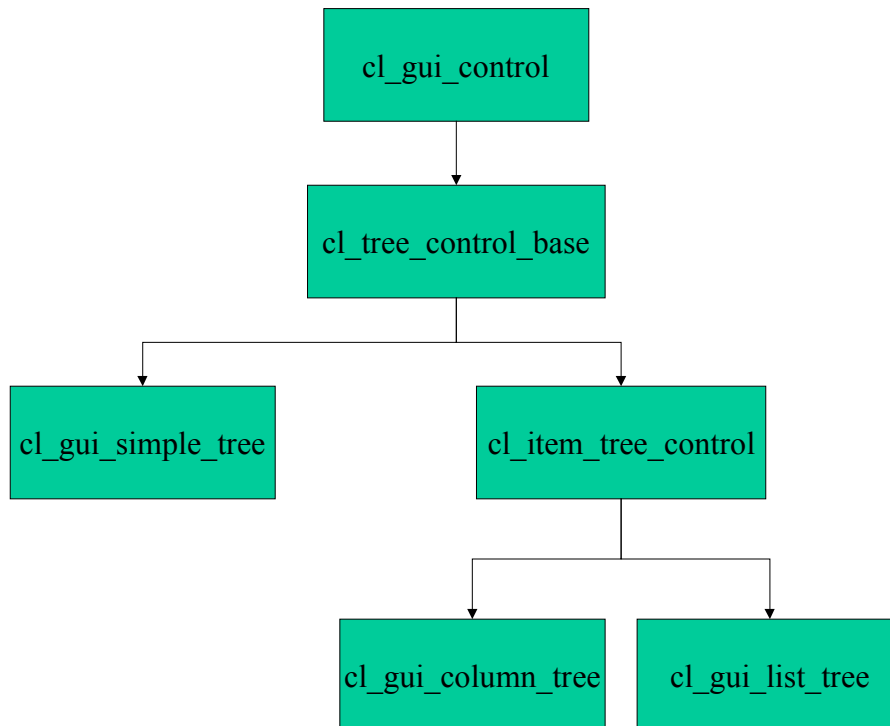 cl_gui_control
cl_tree_control_base
cl_gui_simple_tree
cl_item_tree_control
cl_gui_column_tree
cl_gui_list_tree